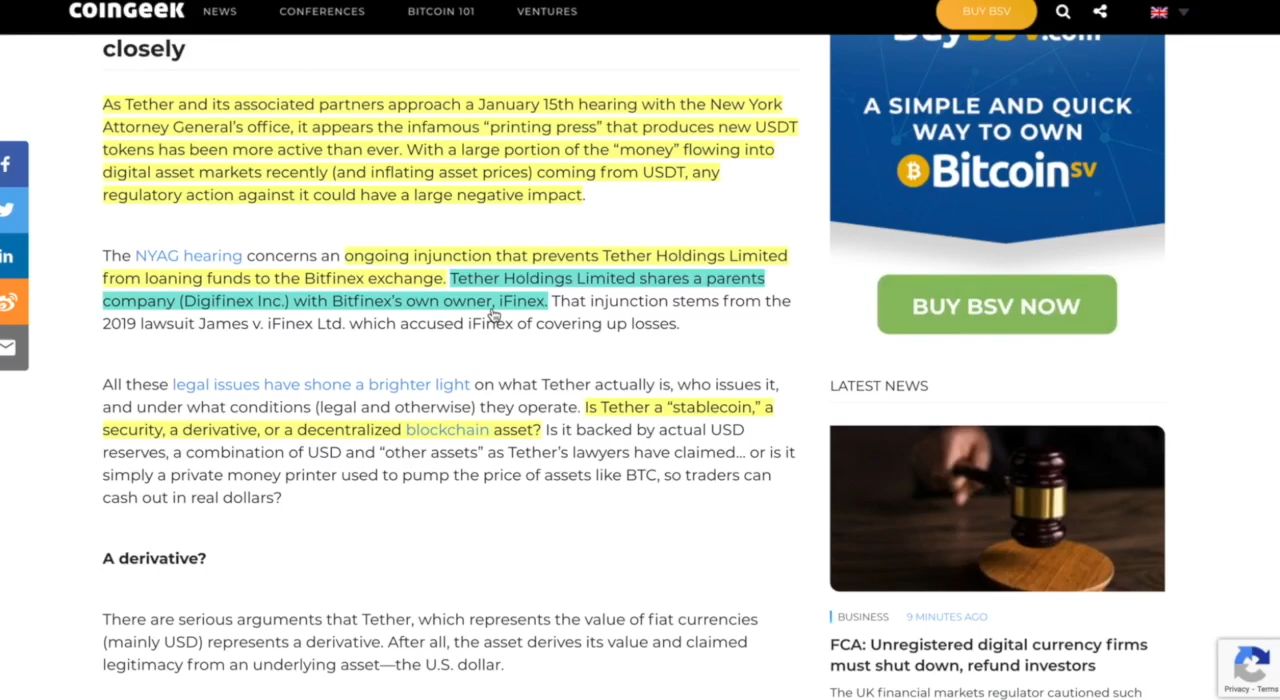 COINGEEK NEWS CONFERENCES BITCOIN 101 VENTURES BUY BSV
closely
As Tether and its associated partners approach a January 15th hearing with the New York
Attorney General's office, it appears the infamous “printing press” that produces new USDT
tokens has been more active than ever. With a large portion of the “money” flowing into
digital asset markets recently (and inflating asset prices) coming from USDT, any
regulatory action against it could have a large negative impact.
The NYAG hearing concerns an ongoing injunction that prevents Tether Holdings Limited
from loaning funds to the Bitfinex exchange. Tether Holdings Limited shares a parents
company (Digifinex Inc.) with Bitfinex's own owner, iFinex. That injunction stems from the
2019 lawsuit James v. iFinex Ltd. which accused iFinex of covering up losses.
All these legal issues have shone a brighter light on what Tether actually is, who issues it,
and under what conditions (legal and otherwise) they operate. Is Tether a “stablecoin,” a
security, a derivative, or a decentralized blockchain asset? Is it backed by actual USD
reserves, a combination of USD and “other assets” as Tether's lawyers have claimed… or is it
simply a private money printer used to pump the price of assets like BTC, so traders can
cash out in real dollars?
A derivative?
There are serious arguments that Tether, which represents the value of fiat currencies
(mainly USD) represents a derivative. After all, the asset derives its value and claimed
legitimacy from an underlying asset—the U.S. dollar.
BuyBSV.com
A SIMPLE AND QUICK
WAY TO OWN
BitcoinSV
BUY BSV NOW
LATEST NEWS
BUSINESS 9 MINUTES AGO
FCA: Unregistered digital currency firms
must shut down, refund investors
The UK financial markets regulator cautioned such
Privacy - Terms